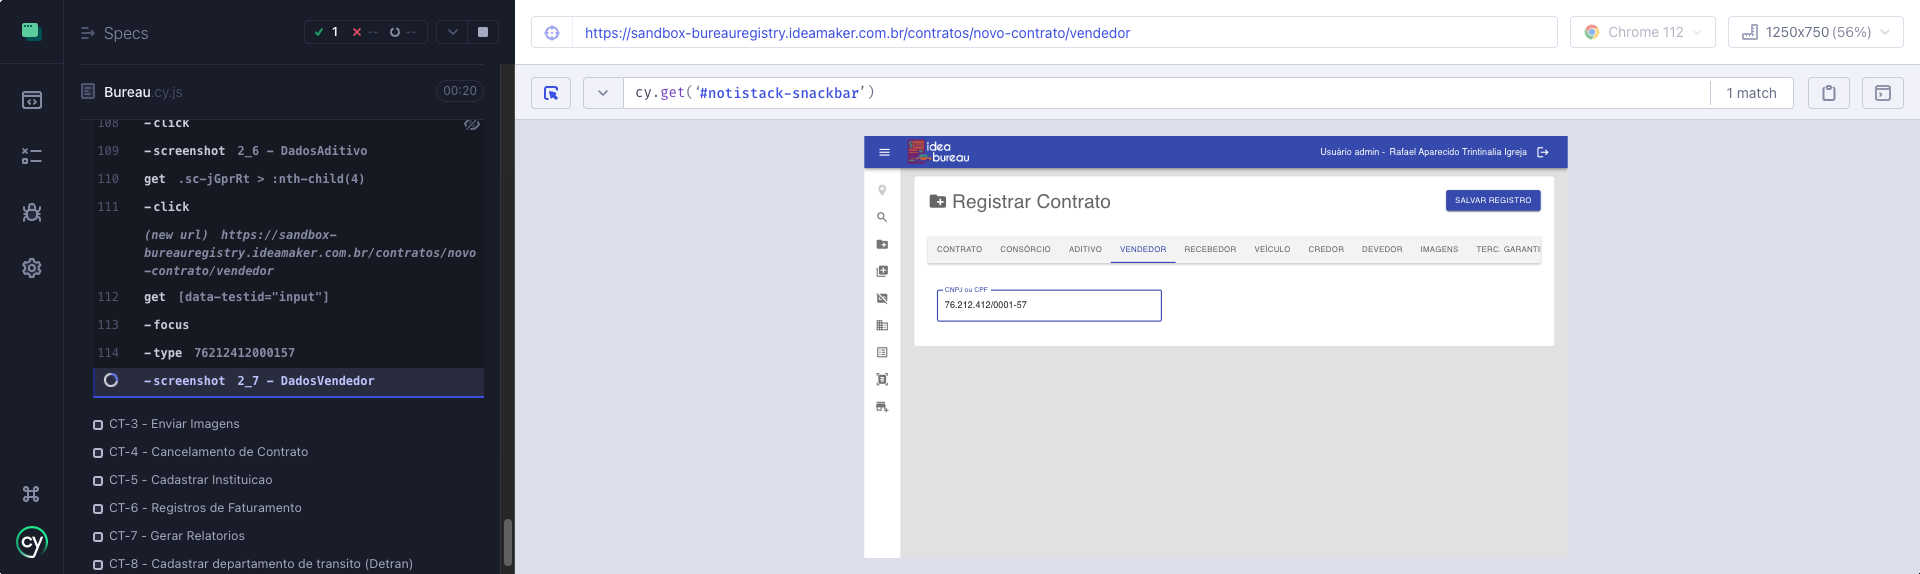 Specs
1
--
--
https://sandbox-bureauregistry.ideamaker.com.br/contratos/novo-contrato/vendedor
Chrome 112
1250x750 (56%)
Bureau.cy.js
00:20
cy.get('#notistack-snackbar')
1 match
108 -click
109 -screenshot 2_6 - DadosAditivo
110 get .sc-jGprRt > :nth-child(4)
111 -click
(new url) https://sandbox-
bureauregistry.ideamaker.com.br/contratos/novo
-contrato/vendedor
112 get [data-testid="input"]
113 -focus
114 -type 76212412000157
-screenshot 2_7 - DadosVendedor
CT-3 - Enviar Imagens
CT-4 - Cancelamento de Contrato
CT-5 - Cadastrar Instituicao
CT-6 - Registros de Faturamento
CT-7 - Gerar Relatorios
CT-8 - Cadastrar departamento de transito (Detran)
cy
idea
bureau
Usuário admin - Rafael Aparecido Trintinalia Igreja
Registrar Contrato
SALVAR REGISTRO
CONTRATO CONSÓRCIO ADITIVO VENDEDOR RECEBEDOR VEÍCULO CREDOR DEVEDOR IMAGENS TERC. GARANTI
CNPJ ou CPF
76.212.412/0001-57